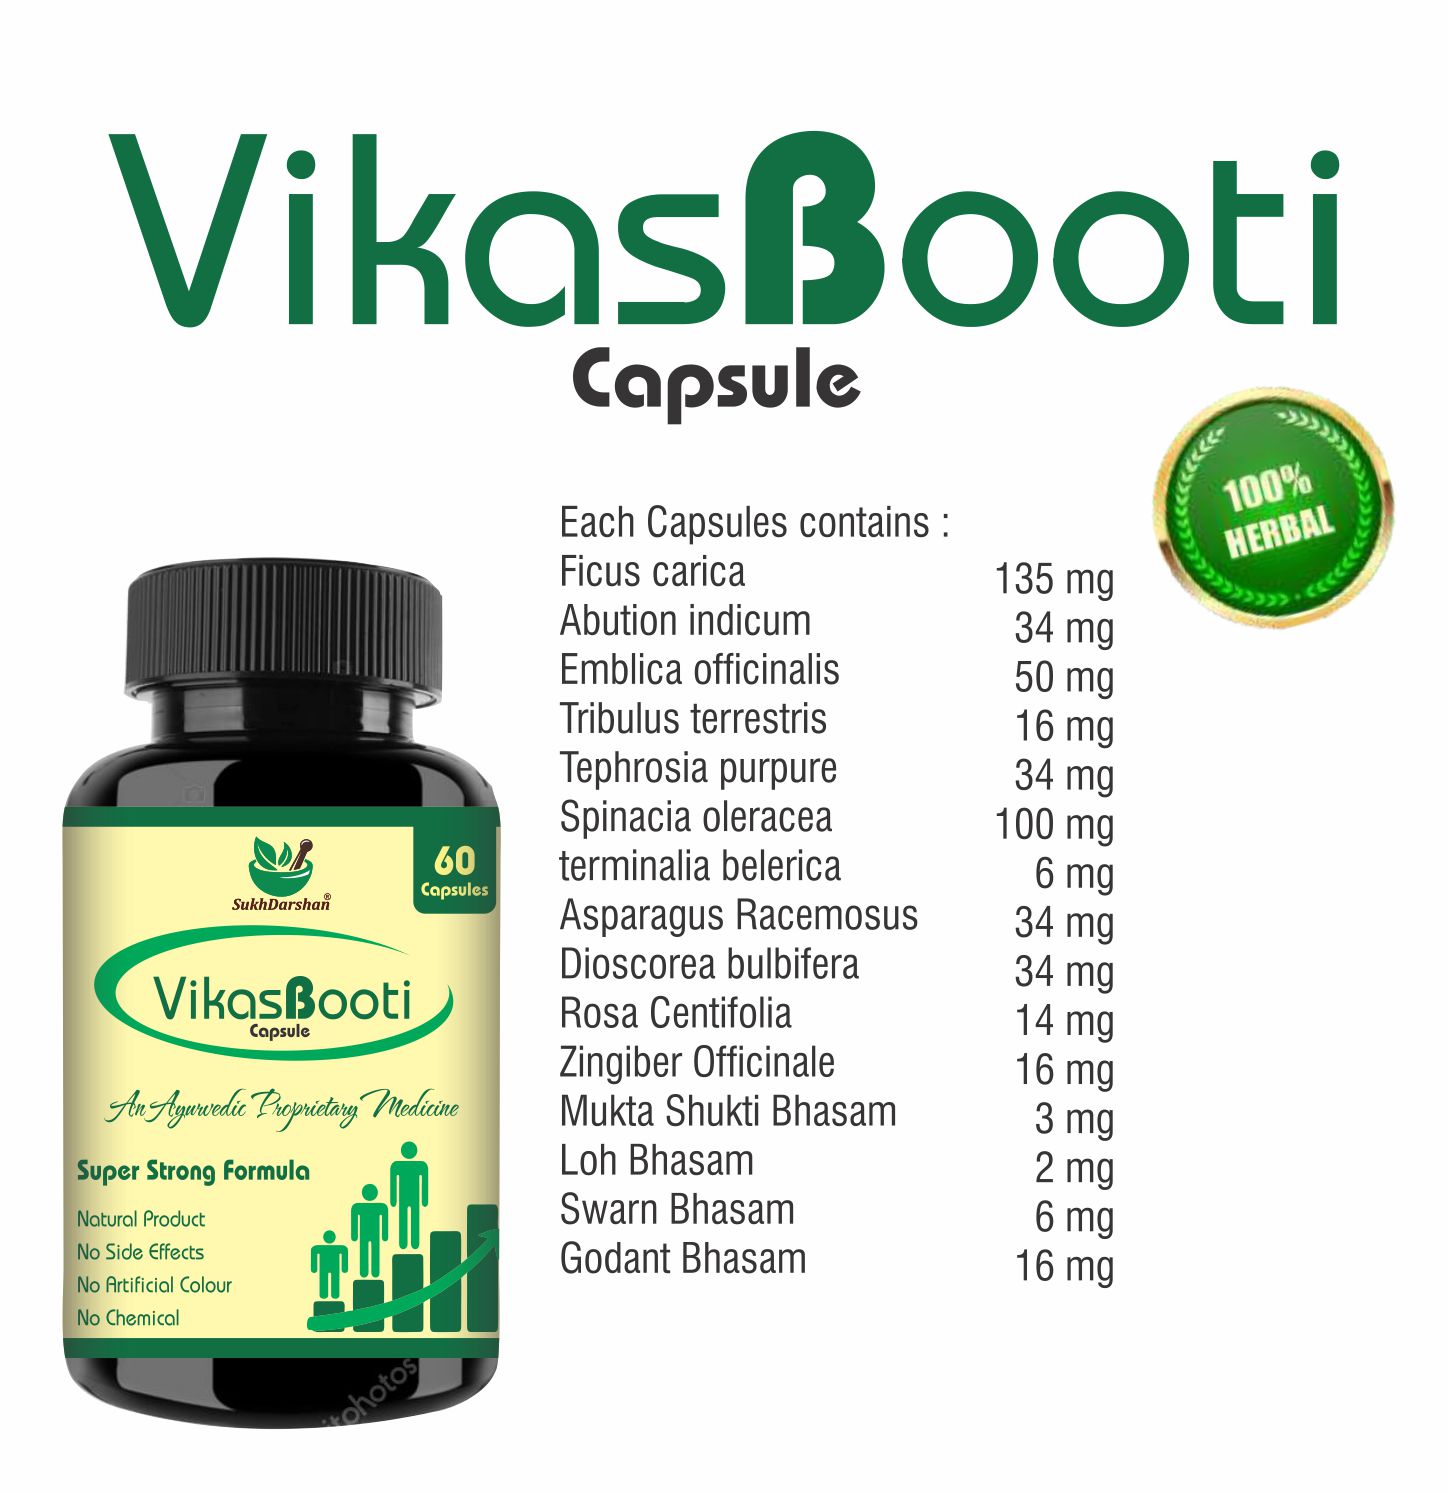 VikasBooti
Capsule
100%
HERBAL
Each Capsules contains :
Ficus carica 135 mg
Abution indicum 34 mg
Emblica officinalis 50 mg
Tribulus terrestris 16 mg
Tephrosia purpure 34 mg
Spinacia oleracea 100 mg
terminalia belerica 6 mg
Asparagus Racemosus 34 mg
Dioscorea bulbifera 34 mg
Rosa Centifolia 14 mg
Zingiber Officinale 16 mg
Mukta Shukti Bhasam 3 mg
Loh Bhasam 2 mg
Swarn Bhasam 6 mg
Godant Bhasam 16 mg
60
Capsules
SukhDarshan®
VikasBooti
Capsule
An Ayurvedic Proprietary Medicine
Super Strong Formula
Natural Product
No Side Effects
No Artificial Colour
No Chemical